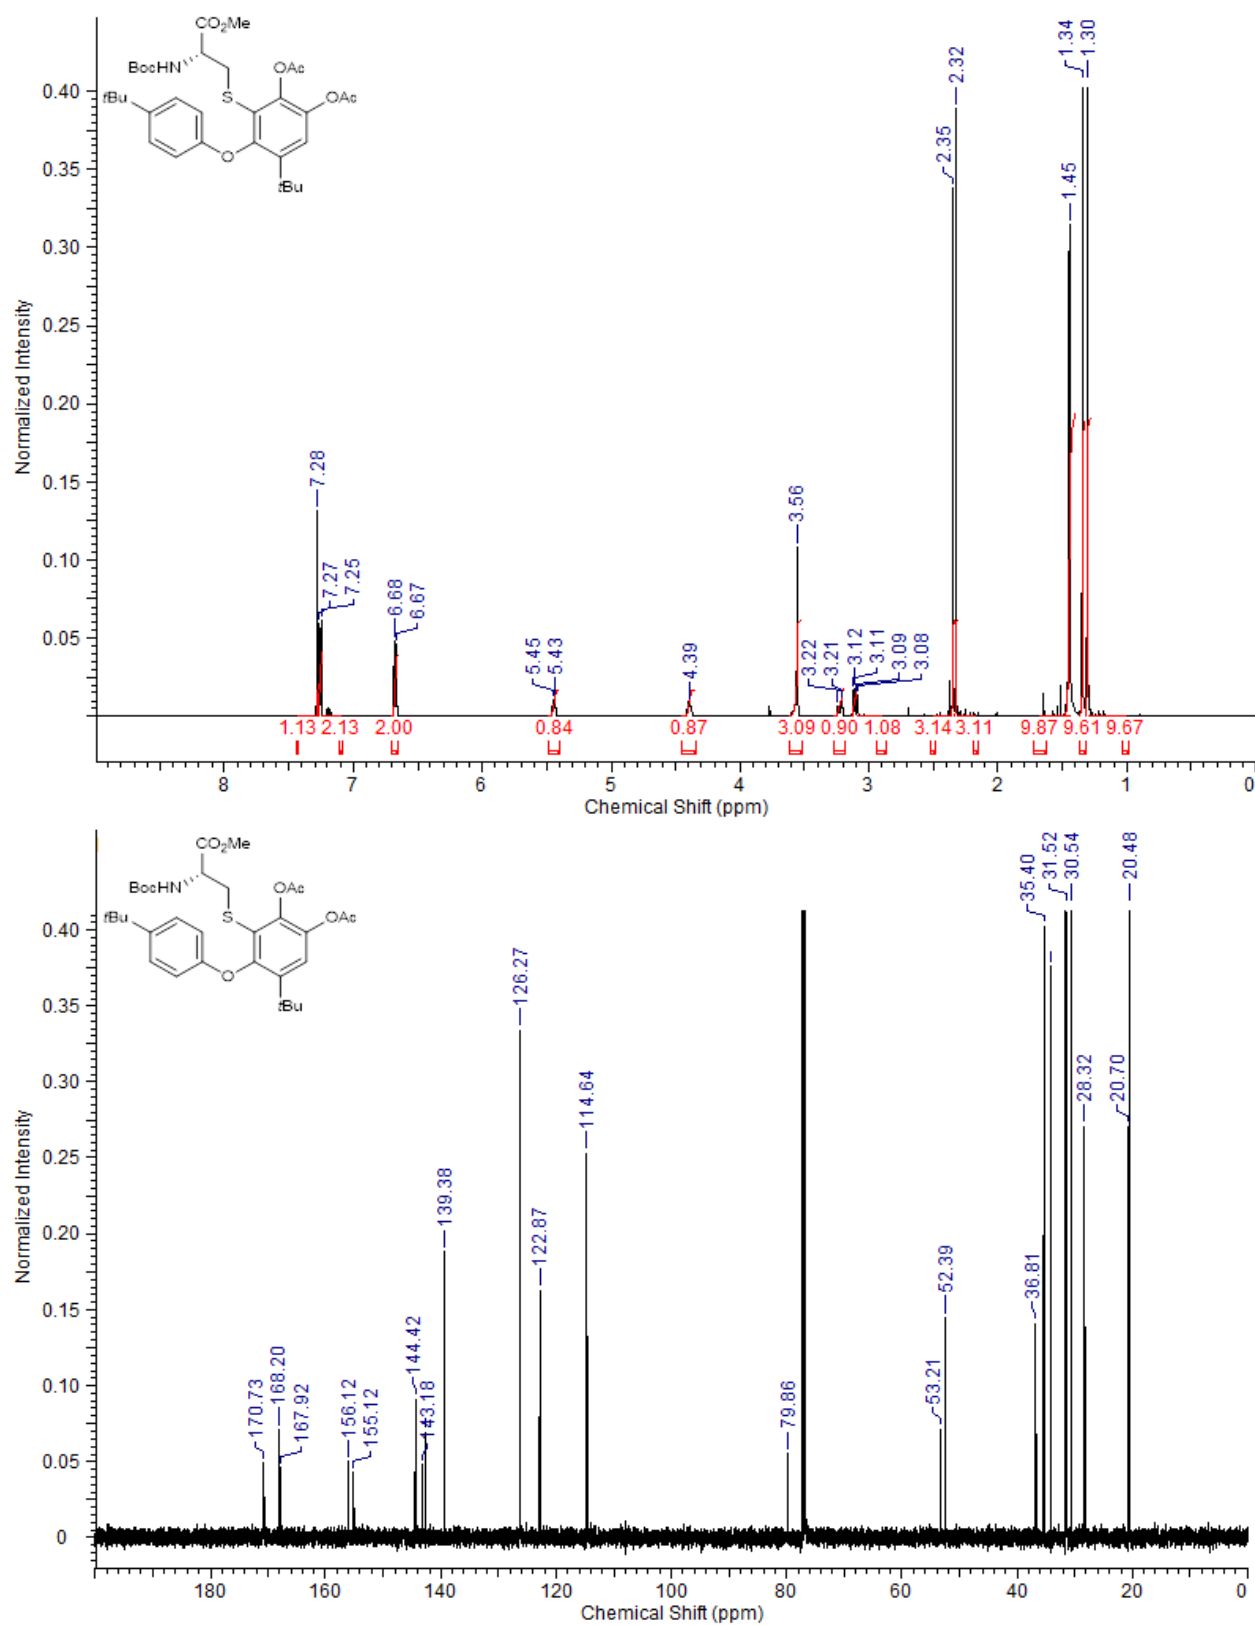 CO2Me
BocHN
OAc
tBu
S
OAc
O
tBu
Normalized Intensity
0.40
0.35
0.30
0.25
0.20
0.15
0.10
0.05
7.28
7.27
7.25
6.68
6.67
5.45
5.43
4.39
3.56
3.22
3.21
3.12
3.11
3.09
3.08
2.35
2.32
1.45
1.34
1.30
1.13 2.13 2.00 0.84 0.87 3.09 0.90 1.08 3.14 3.11 9.87 9.61 9.67
8 7 6 5 4 3 2 1 0
Chemical Shift (ppm)
CO2Me
BocHN
OAc
tBu
S
OAc
O
tBu
Normalized Intensity
0.40
0.35
0.30
0.25
0.20
0.15
0.10
0.05
0
170.73
168.20
167.92
156.12
155.12
144.42
143.18
139.38
126.27
122.87
114.64
79.86
53.21
52.39
36.81
35.40
31.52
30.54
28.32
20.70
20.48
180 160 140 120 100 80 60 40 20 0
Chemical Shift (ppm)